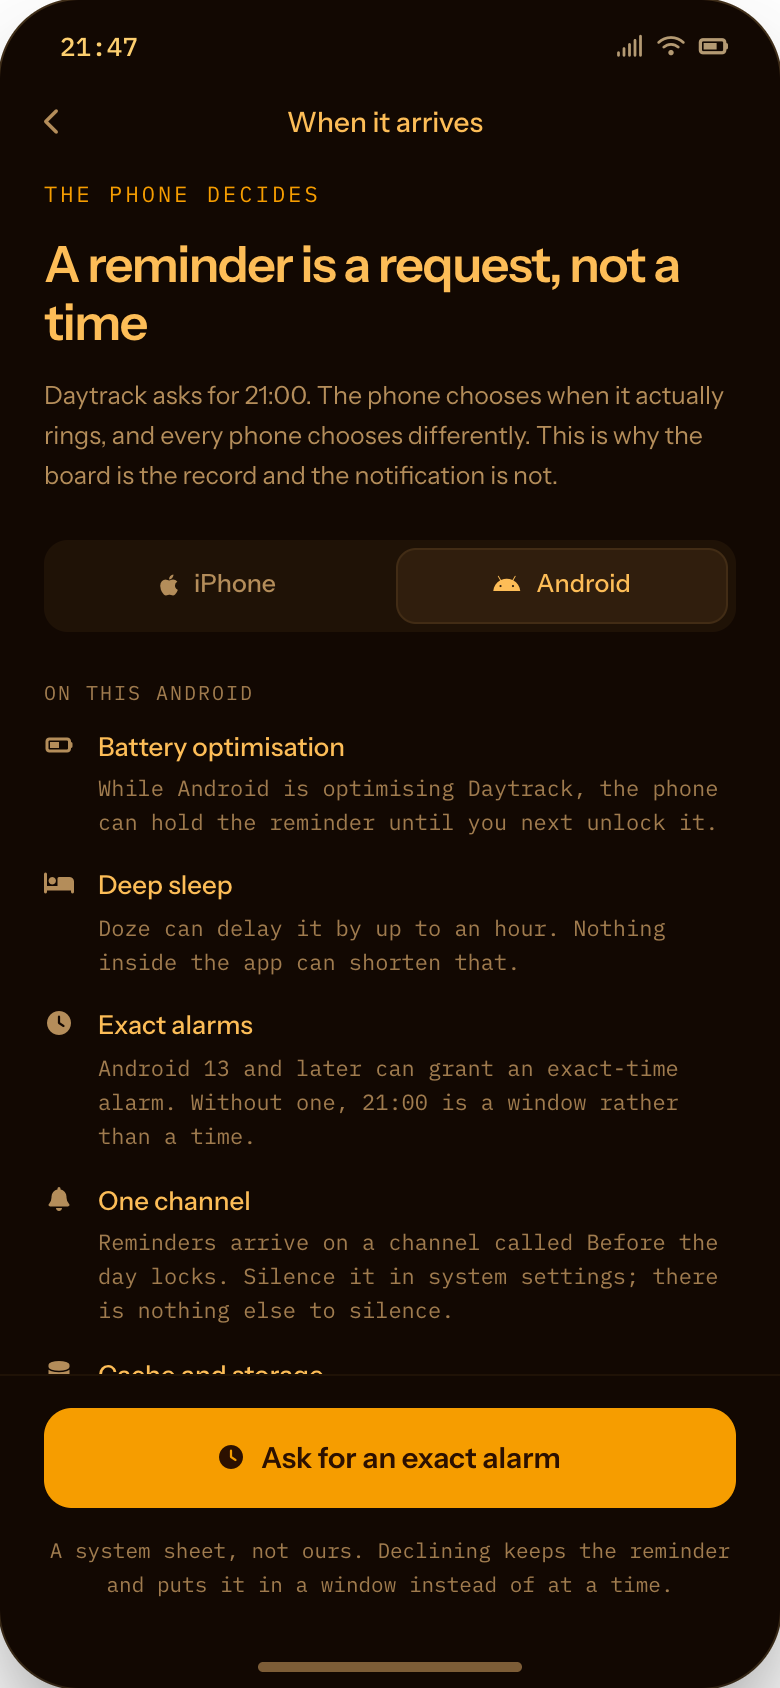 21:47
When it arrives
THE PHONE DECIDES
A reminder is a request, not a
time
Daytrack asks for 21:00. The phone chooses when it actually
rings, and every phone chooses differently. This is why the
board is the record and the notification is not.
iPhone
Android
ON THIS ANDROID
Battery optimisation
While Android is optimising Daytrack, the phone
can hold the reminder until you next unlock it.
Deep sleep
Doze can delay it by up to an hour. Nothing
inside the app can shorten that.
Exact alarms
Android 13 and later can grant an exact-time
alarm. Without one, 21:00 is a window rather
than a time.
One channel
Reminders arrive on a channel called Before the
day locks. Silence it in system settings; there
is nothing else to silence.
Cache and storage
Ask for an exact alarm
A system sheet, not ours. Declining keeps the reminder
and puts it in a window instead of at a time.